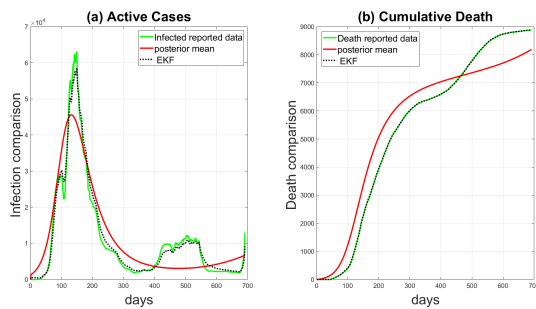 (a) Active Cases
7 ×10⁴
6
5
4
3
2
1
0
0 100 200 300 400 500 600 700
Infection comparison
days
Infected reported data
posterior mean
EKF
(b) Cumulative Death
9000
8000
7000
6000
5000
4000
3000
2000
1000
0
0 100 200 300 400 500 600 700
Death comparison
days
Death reported data
posterior mean
EKF